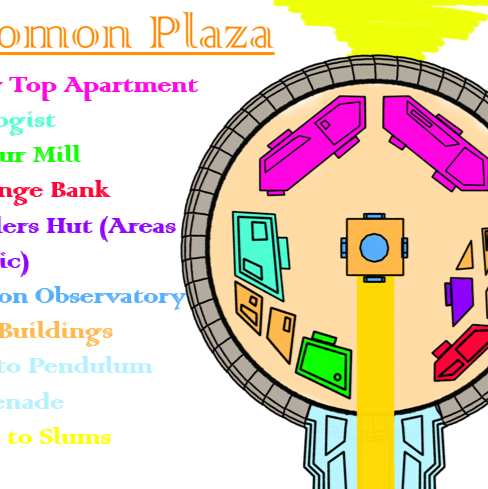 omon Plaza
Top Apartment
ogist
ur Mill
nge Bank
lers Hut (Areas
ic)
on Observatory
Buildings
to Pendulum
enade
to Slums